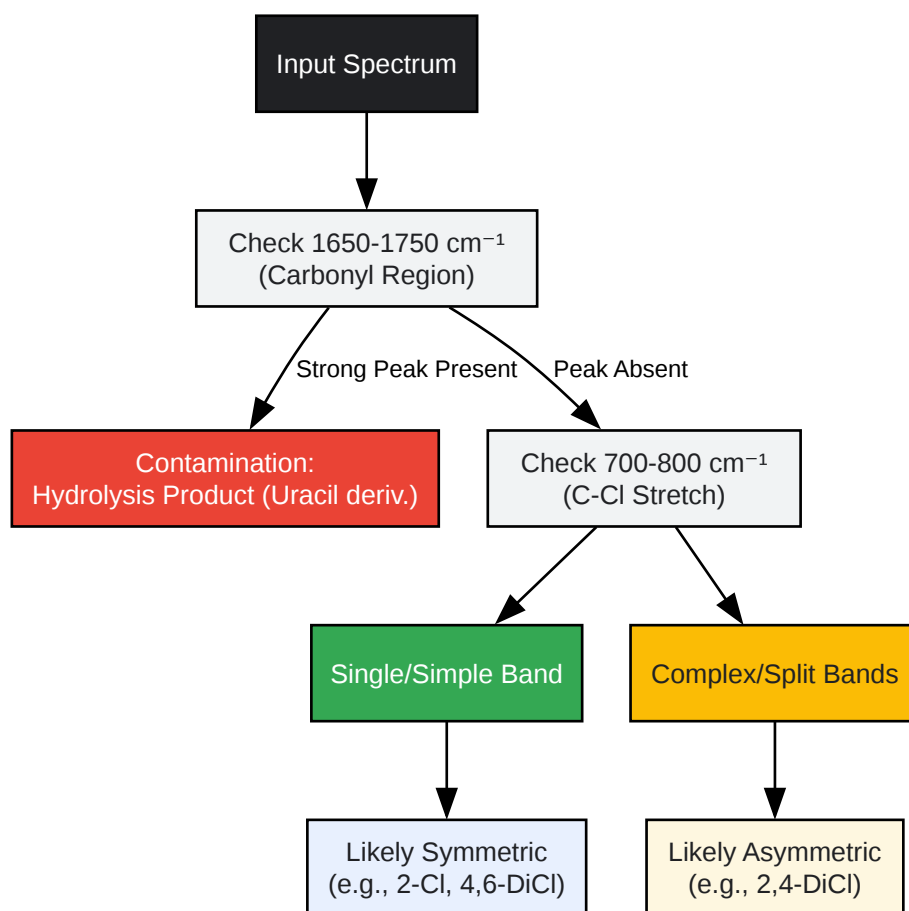 Input Spectrum
Check 1650-1750 cm⁻¹
(Carbonyl Region)
Strong Peak Present
Peak Absent
Contamination:
Hydrolysis Product (Uracil deriv.)
Check 700-800 cm⁻¹
(C-Cl Stretch)
Single/Simple Band
Complex/Split Bands
Likely Symmetric
(e.g., 2-Cl, 4,6-DiCl)
Likely Asymmetric
(e.g., 2,4-DiCl)